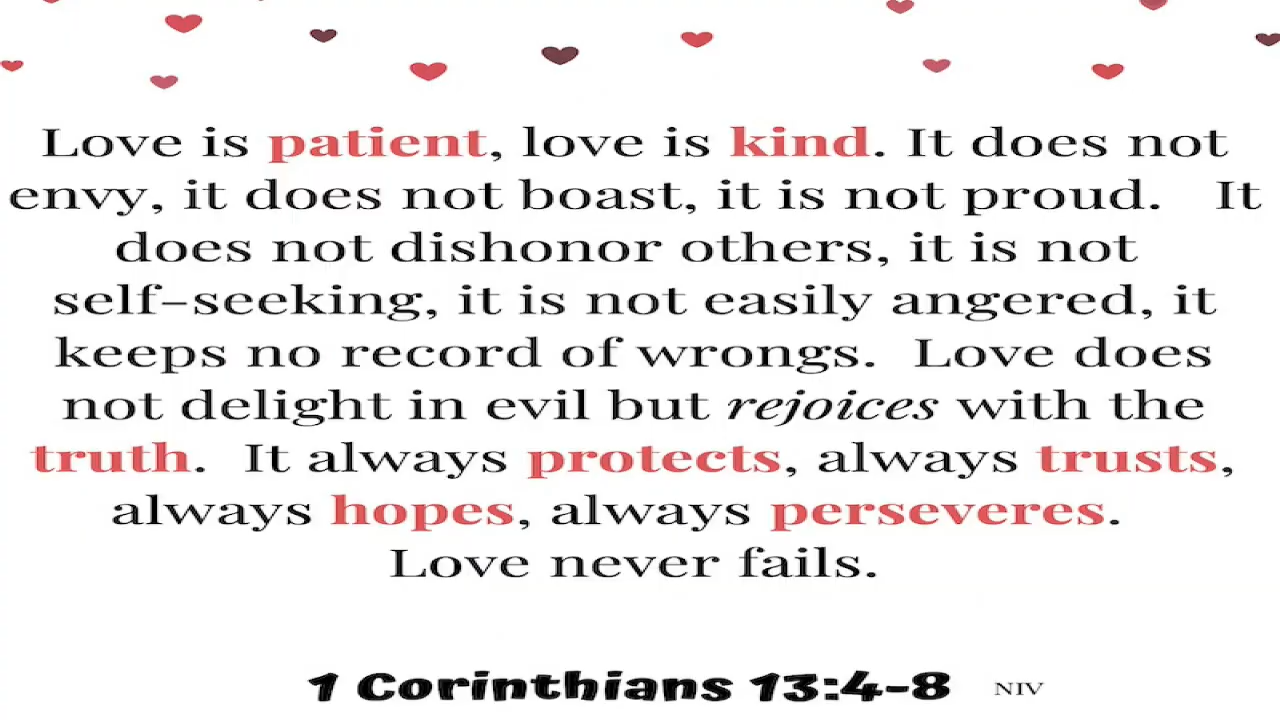 Love is patient, love is kind. It does not
envy, it does not boast, it is not proud. It
does not dishonor others, it is not
self-seeking, it is not easily angered, it
keeps no record of wrongs. Love does
not delight in evil but rejoices with the
truth. It always protects, always trusts,
always hopes, always perseveres.
Love never fails.
1 Corinthians 13:4-8 NIV